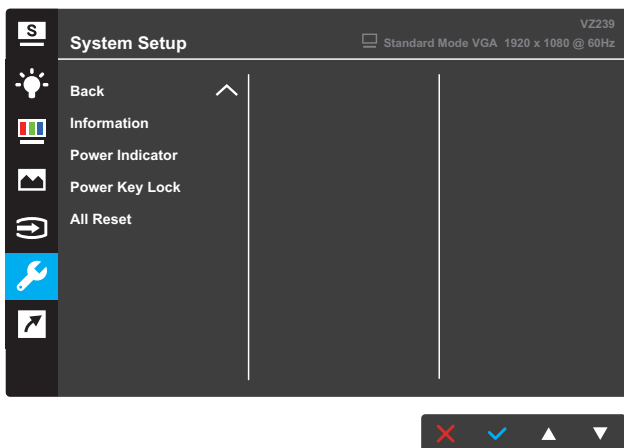 S
VZ239
System Setup
Standard Mode VGA 1920 x 1080 @ 60Hz
Back
Information
Power Indicator
Power Key Lock
All Reset